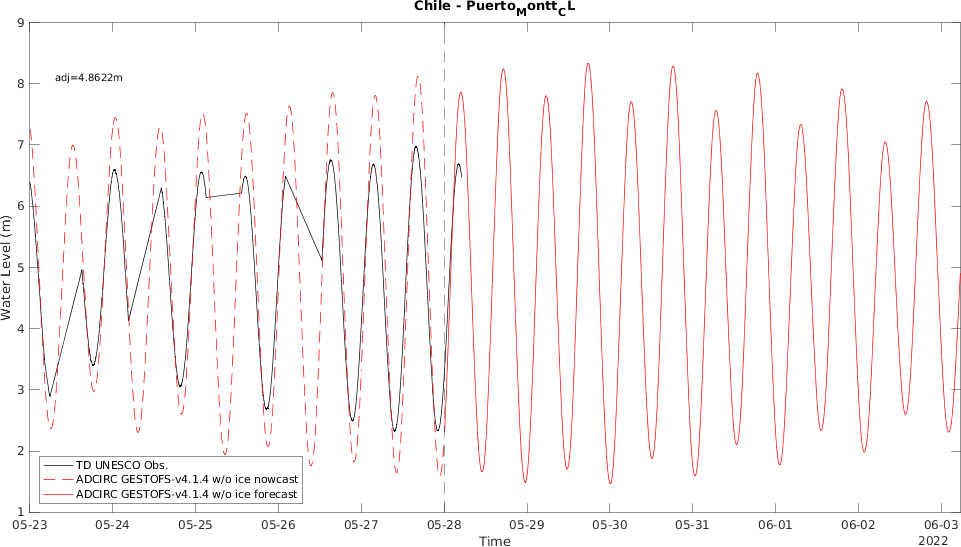 Chile - Puerto_Montt_CL
9
adj=4.8622m
8
7
6
5
4
3
2
1
Water Level (m)
TD UNESCO Obs.
ADCIRC GESTOFS-v4.1.4 w/o ice nowcast
ADCIRC GESTOFS-v4.1.4 w/o ice forecast
05-23 05-24 05-25 05-26 05-27 05-28 05-29 05-30 05-31 06-01 06-02 06-03
Time
2022